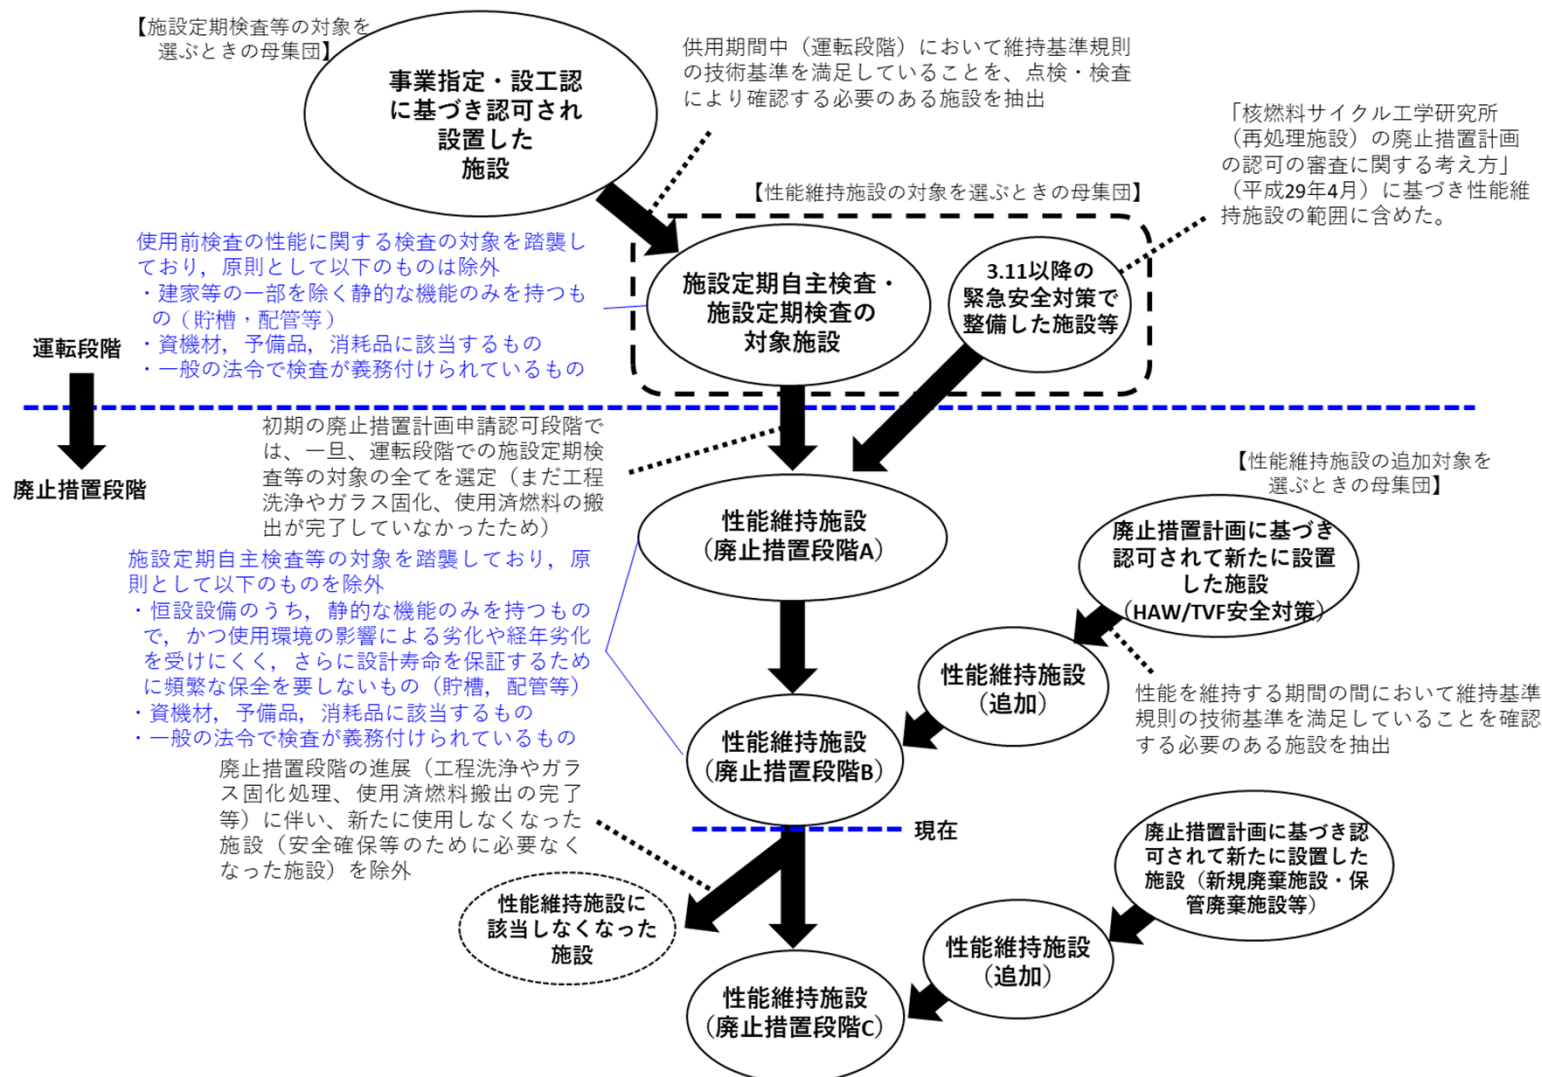 【施設定期検査等の対象を
選ぶときの母集団】
事業指定・設工認
に基づき認可され
設置した
施設
供用期間中（運転段階）において維持基準規則
の技術基準を満足していることを、点検・検査
により確認する必要のある施設を抽出
「核燃料サイクル工学研究所
（再処理施設）の廃止措置計画
の認可の審査に関する考え方」
（平成29年4月）に基づき性能維
持施設の範囲に含めた。
【性能維持施設の対象を選ぶときの母集団】
使用前検査の性能に関する検査の対象を踏襲し
ており，原則として以下のものは除外
・建家等の一部を除く静的な機能のみを持つも
の（貯槽，配管等）
・資機材，予備品，消耗品に該当するもの
・一般の法令で検査が義務付けられているもの
施設定期自主検査・
施設定期検査の
対象施設
3.11以降の
緊急安全対策で
整備した施設等
運転段階
廃止措置段階
初期の廃止措置計画申請認可段階で
は、一旦、運転段階での施設定期検
査等の対象の全てを選定（まだ工程
洗浄やガラス固化、使用済燃料の搬
出が完了していなかったため）
性能維持施設
（廃止措置段階A）
【性能維持施設の追加対象を
選ぶときの母集団】
廃止措置計画に基づき
認可されて新たに設置
した施設
（HAW/TVF安全対策）
施設定期自主検査等の対象を踏襲しており，原
則として以下のものを除外
・恒設設備のうち，静的な機能のみを持つもの
で，かつ使用環境の影響による劣化や経年劣化
を受けにくく，さらに設計寿命を保証するため
に頻繁な保全を要しないもの（貯槽，配管等）
・資機材，予備品，消耗品に該当するもの
・一般の法令で検査が義務付けられているもの
性能維持施設
（追加）
性能を維持する期間の間において維持基準
規則の技術基準を満足していることを確認
する必要のある施設を抽出
性能維持施設
（廃止措置段階B）
廃止措置段階の進展（工程洗浄やガラ
ス固化処理、使用済燃料搬出の完了
等）に伴い、新たに使用しなくなった
施設（安全確保等のために必要なく
なった施設）を除外
現在
廃止措置計画に基づき認
可されて新たに設置した
施設（新規廃棄施設・保
管廃棄施設等）
性能維持施設に
該当しなくなった
施設
性能維持施設
（追加）
性能維持施設
（廃止措置段階C）